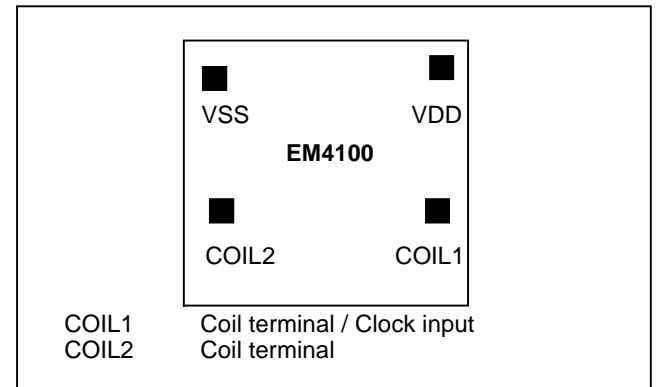 VSS VDD
EM4100
COIL2 COIL1
COIL1 Coil terminal / Clock input
COIL2 Coil terminal